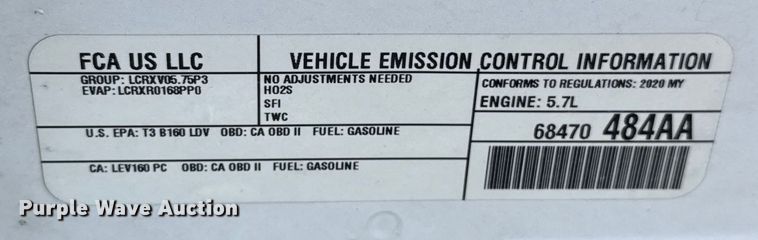 FCA US LLC
VEHICLE EMISSION CONTROL INFORMATION
GROUP: LCRXV05.75P3
EVAP: LCRXR0168PP0
NO ADJUSTMENTS NEEDED
HO2S
SFI
TWC
CONFORMS TO REGULATIONS: 2020 MY
ENGINE: 5.7L
U.S. EPA: T3 B160 LDV OBD: CA OBD II FUEL: GASOLINE
68470 484AA
CA: LEV160 PC OBD: CA OBD II FUEL: GASOLINE
Purple Wave Auction